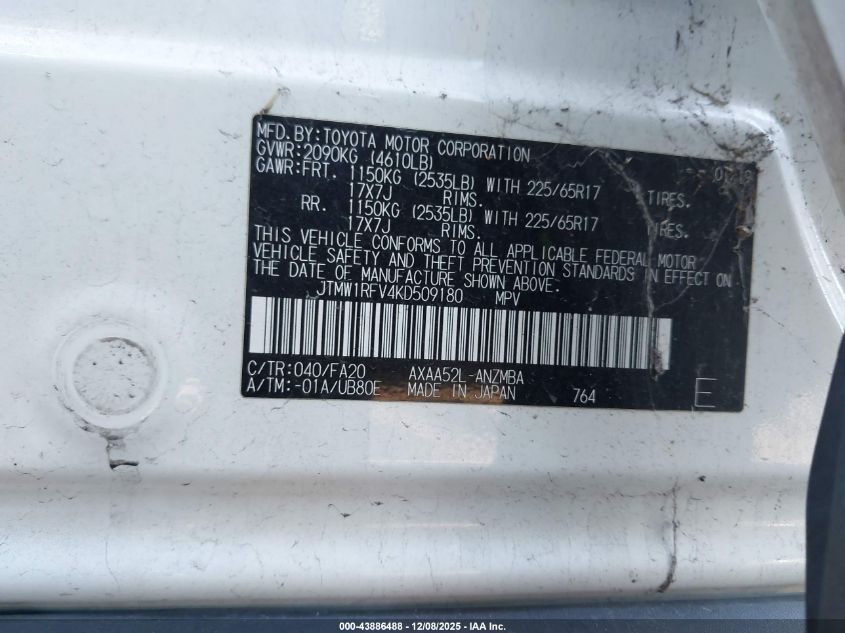 MFD.BY:TOYOTA MOTOR CORPORATION
GVWR:2090KG (4610LB)
GAWR:FRT. 1150KG (2535LB) WITH 225/65R17 TIRES.
17X7J RIMS.
RR. 1150KG (2535LB) WITH 225/65R17 TIRES.
17X7J RIMS.
THIS VEHICLE CONFORMS TO ALL APPLICABLE FEDERAL MOTOR
VEHICLE SAFETY AND THEFT PREVENTION STANDARDS IN EFFECT ON
THE DATE OF MANUFACTURE SHOWN ABOVE.
JTMW1RFV4KD509180 MPV
C/TR:040/FA20 AXAA52L-ANZMBA
A/TM:-01A/UB80E MADE IN JAPAN 764 E
000-43886488 - 12/08/2025 - IAA Inc.